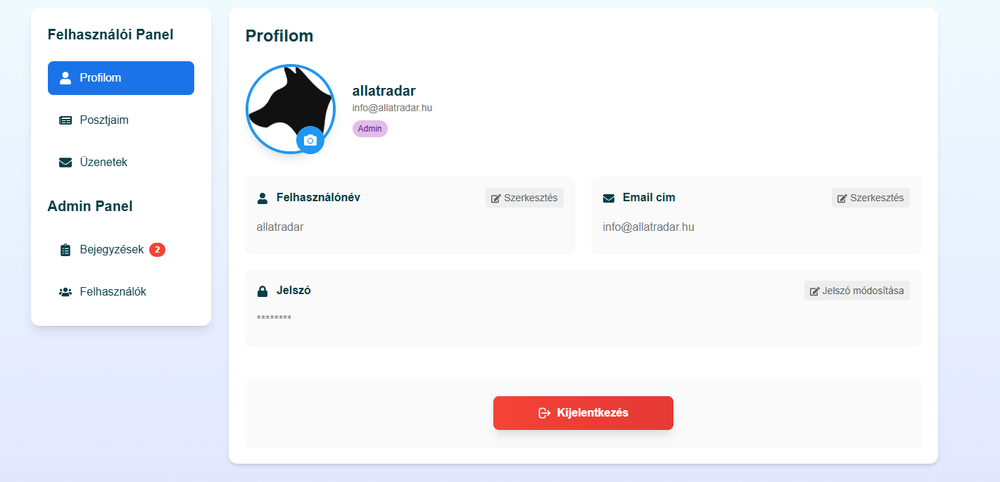 Felhasználói Panel
Profilom
Posztjaim
Üzenetek
Admin Panel
Bejegyzések 2
Felhasználók
Profilom
allatradar
info@allatradar.hu
Admin
Felhasználónév
Szerkesztés
allatradar
Email cím
Szerkesztés
info@allatradar.hu
Jelszó
Jelszó módosítása
********
Kijelentkezés